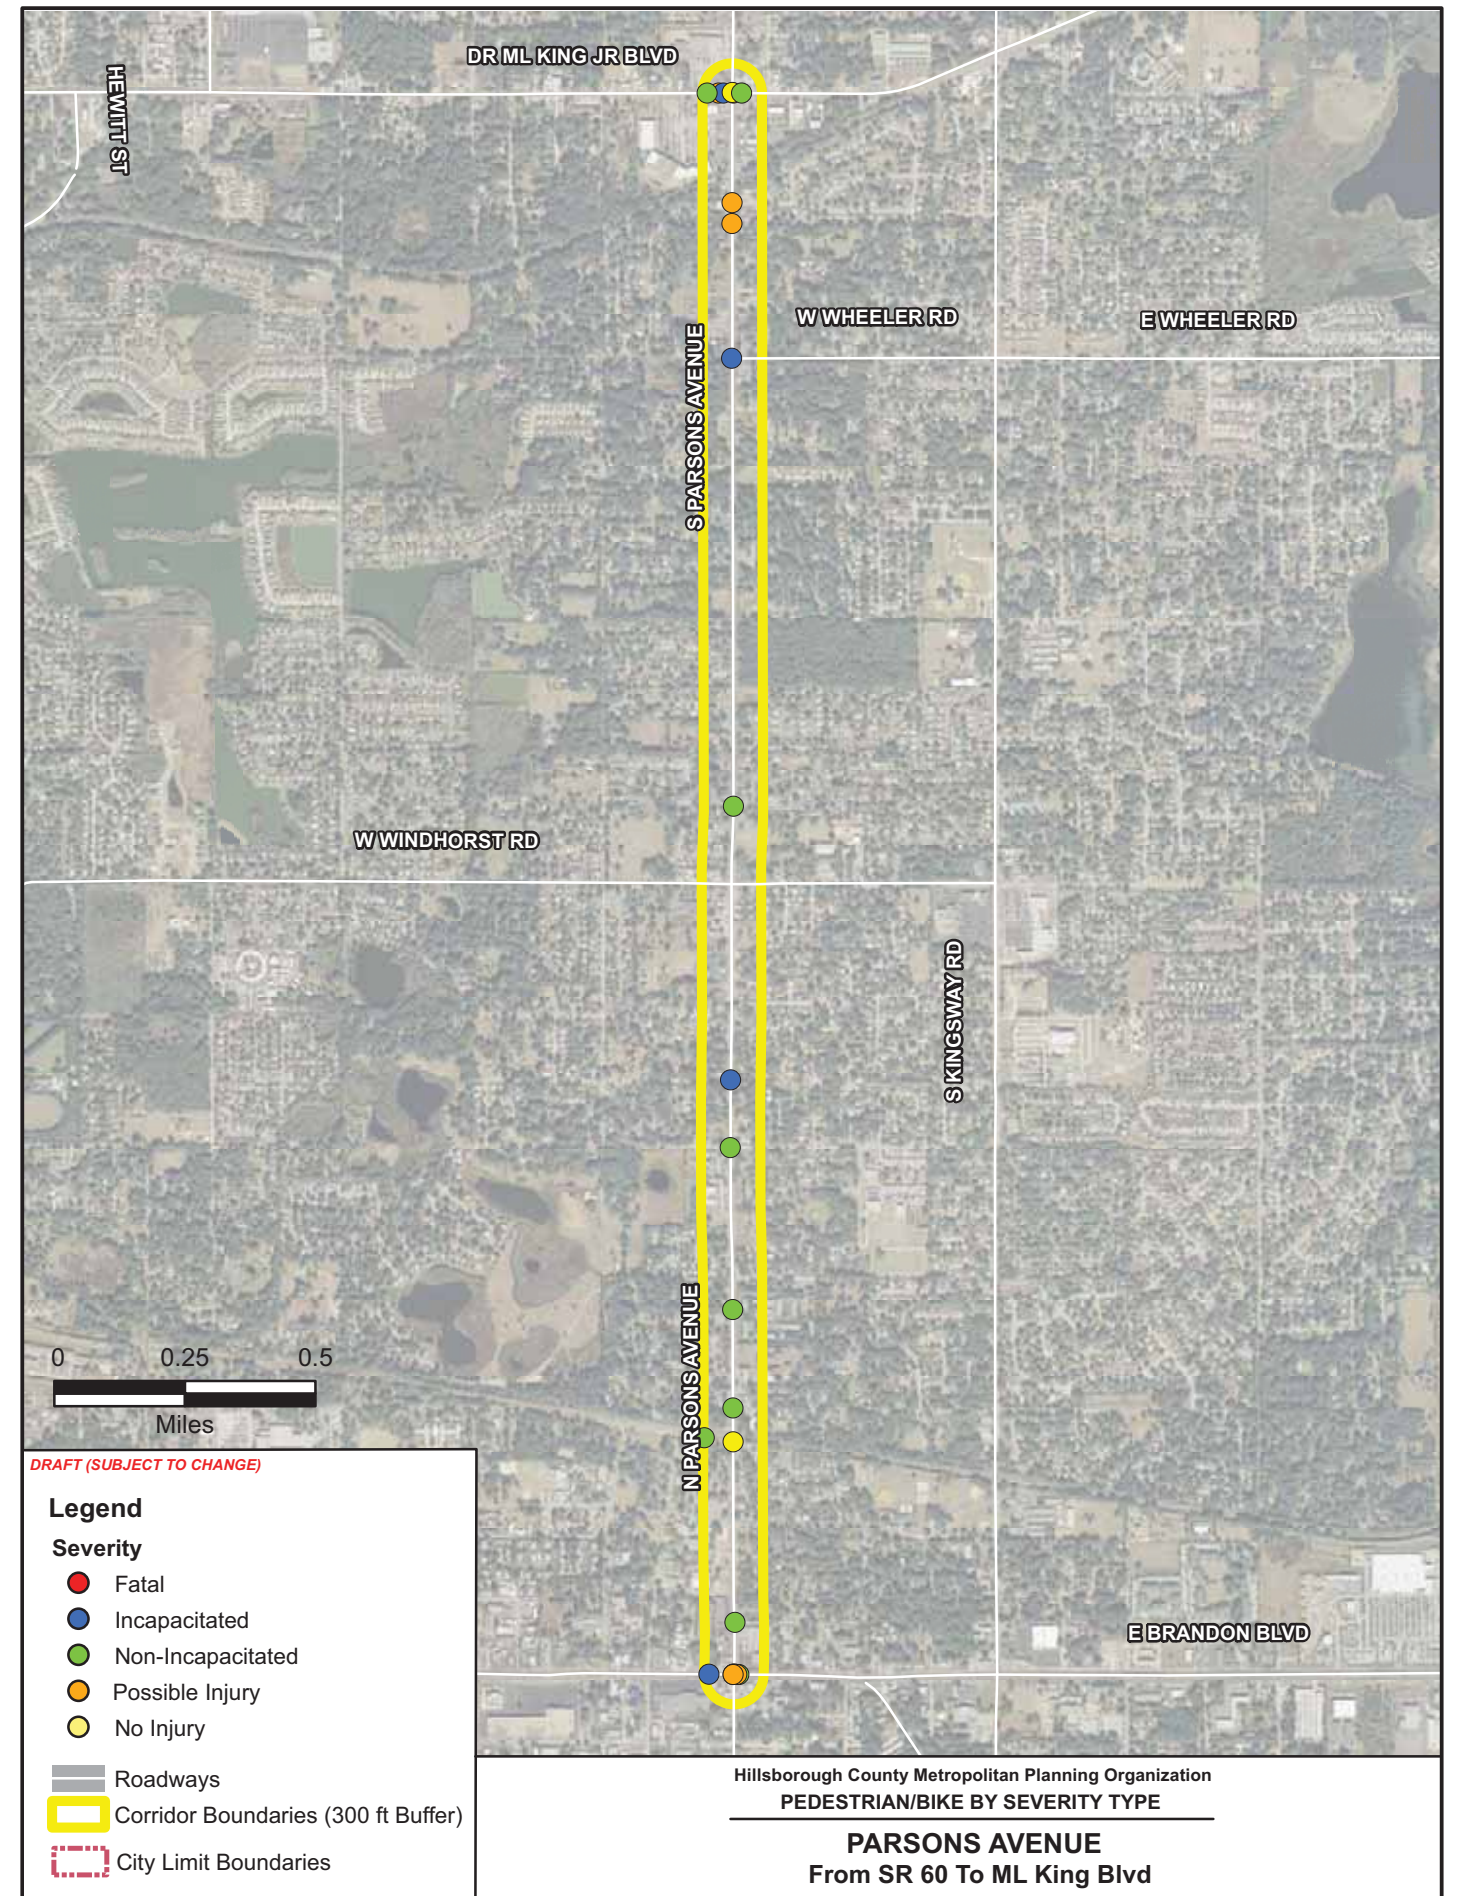 DR ML KING JR BLVD
HEWITT ST
W WHEELER RD
E WHEELER RD
S PARSONS AVENUE
W WINDHORST RD
S KINGSWAY RD
N PARSONS AVENUE
0 0.25 0.5
Miles
DRAFT (SUBJECT TO CHANGE)
Legend
Severity
Fatal
Incapacitated
Non-Incapacitated
Possible Injury
No Injury
Roadways
Corridor Boundaries (300 ft Buffer)
City Limit Boundaries
E BRANDON BLVD
Hillsborough County Metropolitan Planning Organization
PEDESTRIAN/BIKE BY SEVERITY TYPE
PARSONS AVENUE
From SR 60 To ML King Blvd